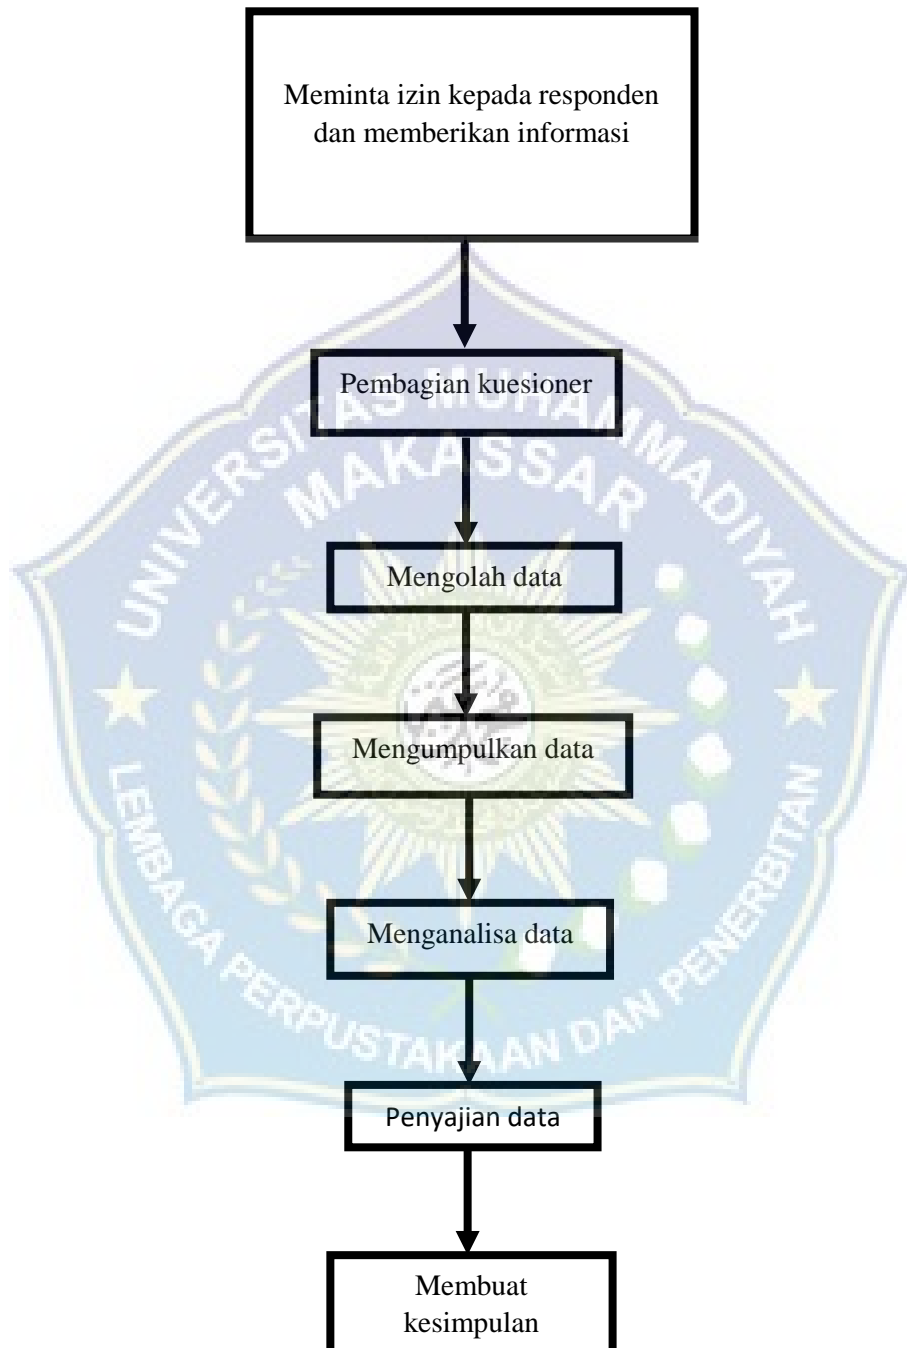 Meminta izin kepada responden
dan memberikan informasi
Pembagian kuesioner
UNIVERSITAS MUHAMMADIYAH
MAKASSAR
Mengolah data
Mengumpulkan data
Menganalisa data
LEMBAGA PERPUSTAKAAN DAN PENERBITAN
Penyajian data
Membuat
kesimpulan